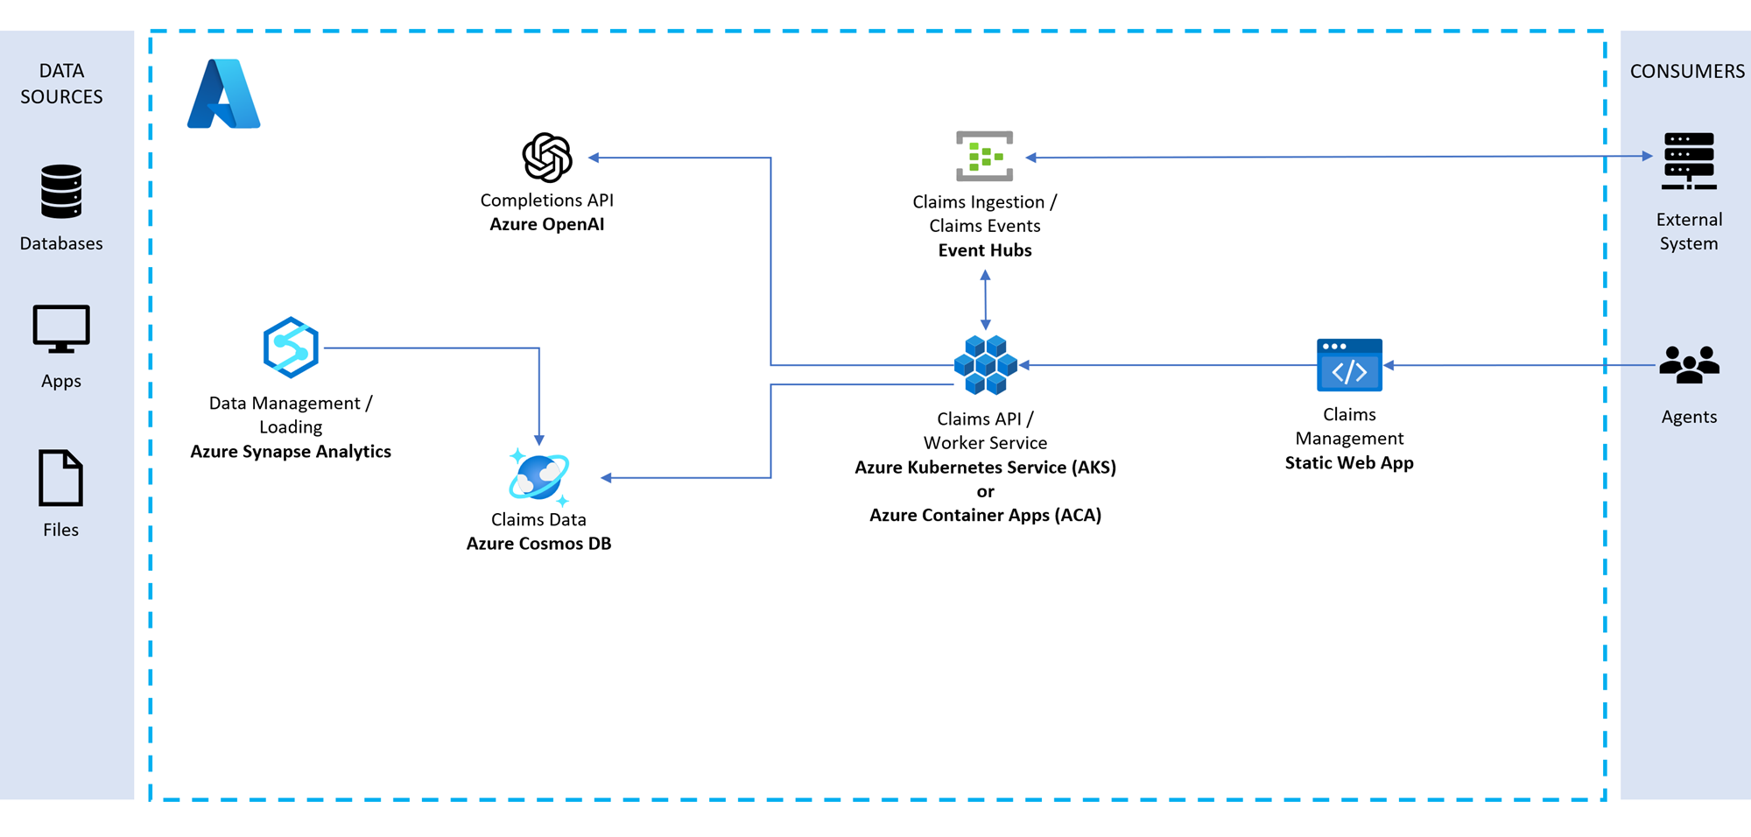 DATA
SOURCES
Databases
Apps
Files
Completions API
Azure OpenAI
Claims Ingestion /
Claims Events
Event Hubs
Data Management /
Loading
Azure Synapse Analytics
Claims Data
Azure Cosmos DB
Claims API /
Worker Service
Azure Kubernetes Service (AKS)
or
Azure Container Apps (ACA)
</>
Claims
Management
Static Web App
CONSUMERS
External
System
Agents